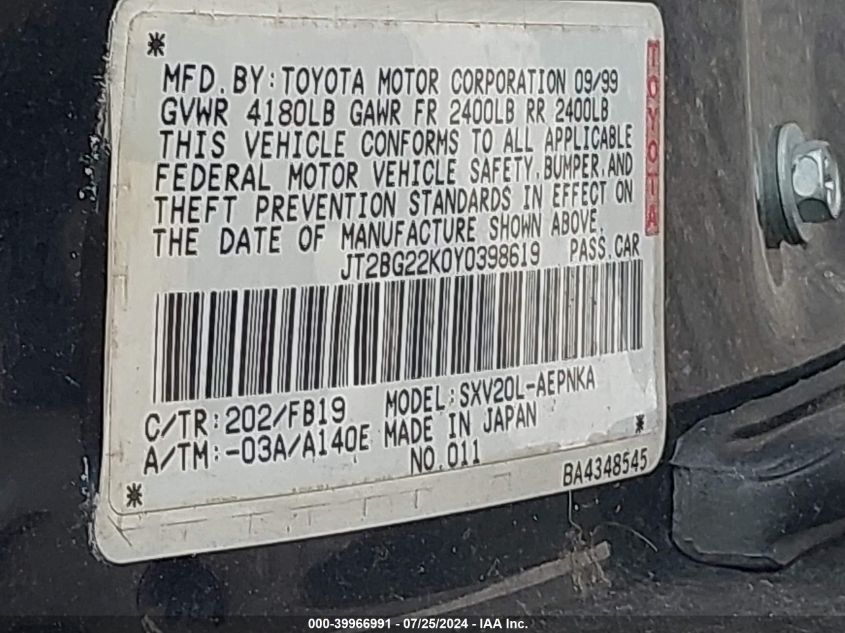 MFD. BY: TOYOTA MOTOR CORPORATION 09/99
GVWR 4180LB GAWR FR 2400LB RR 2400LB
THIS VEHICLE CONFORMS TO ALL APPLICABLE
FEDERAL MOTOR VEHICLE SAFETY, BUMPER, AND
THEFT PREVENTION STANDARDS IN EFFECT ON
THE DATE OF MANUFACTURE SHOWN ABOVE.
JT2BG22K0Y0398619 PASS.CAR
TOYOTA
C/TR: 202/FB19 MODEL: SXV20L-AEPNKA
A/TM: -03A/A140E MADE IN JAPAN
NO.011
BA4348545
000-39966991 - 07/25/2024 - IAA Inc.